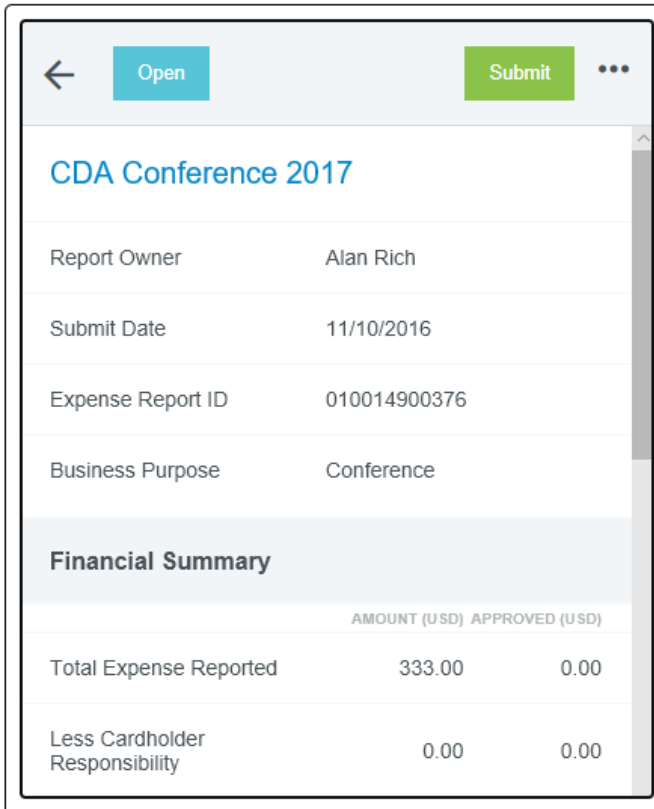 Open Submit
CDA Conference 2017
Report Owner Alan Rich
Submit Date 11/10/2016
Expense Report ID 010014900376
Business Purpose Conference
Financial Summary
AMOUNT (USD) APPROVED (USD)
Total Expense Reported 333.00 0.00
Less Cardholder
Responsibility 0.00 0.00